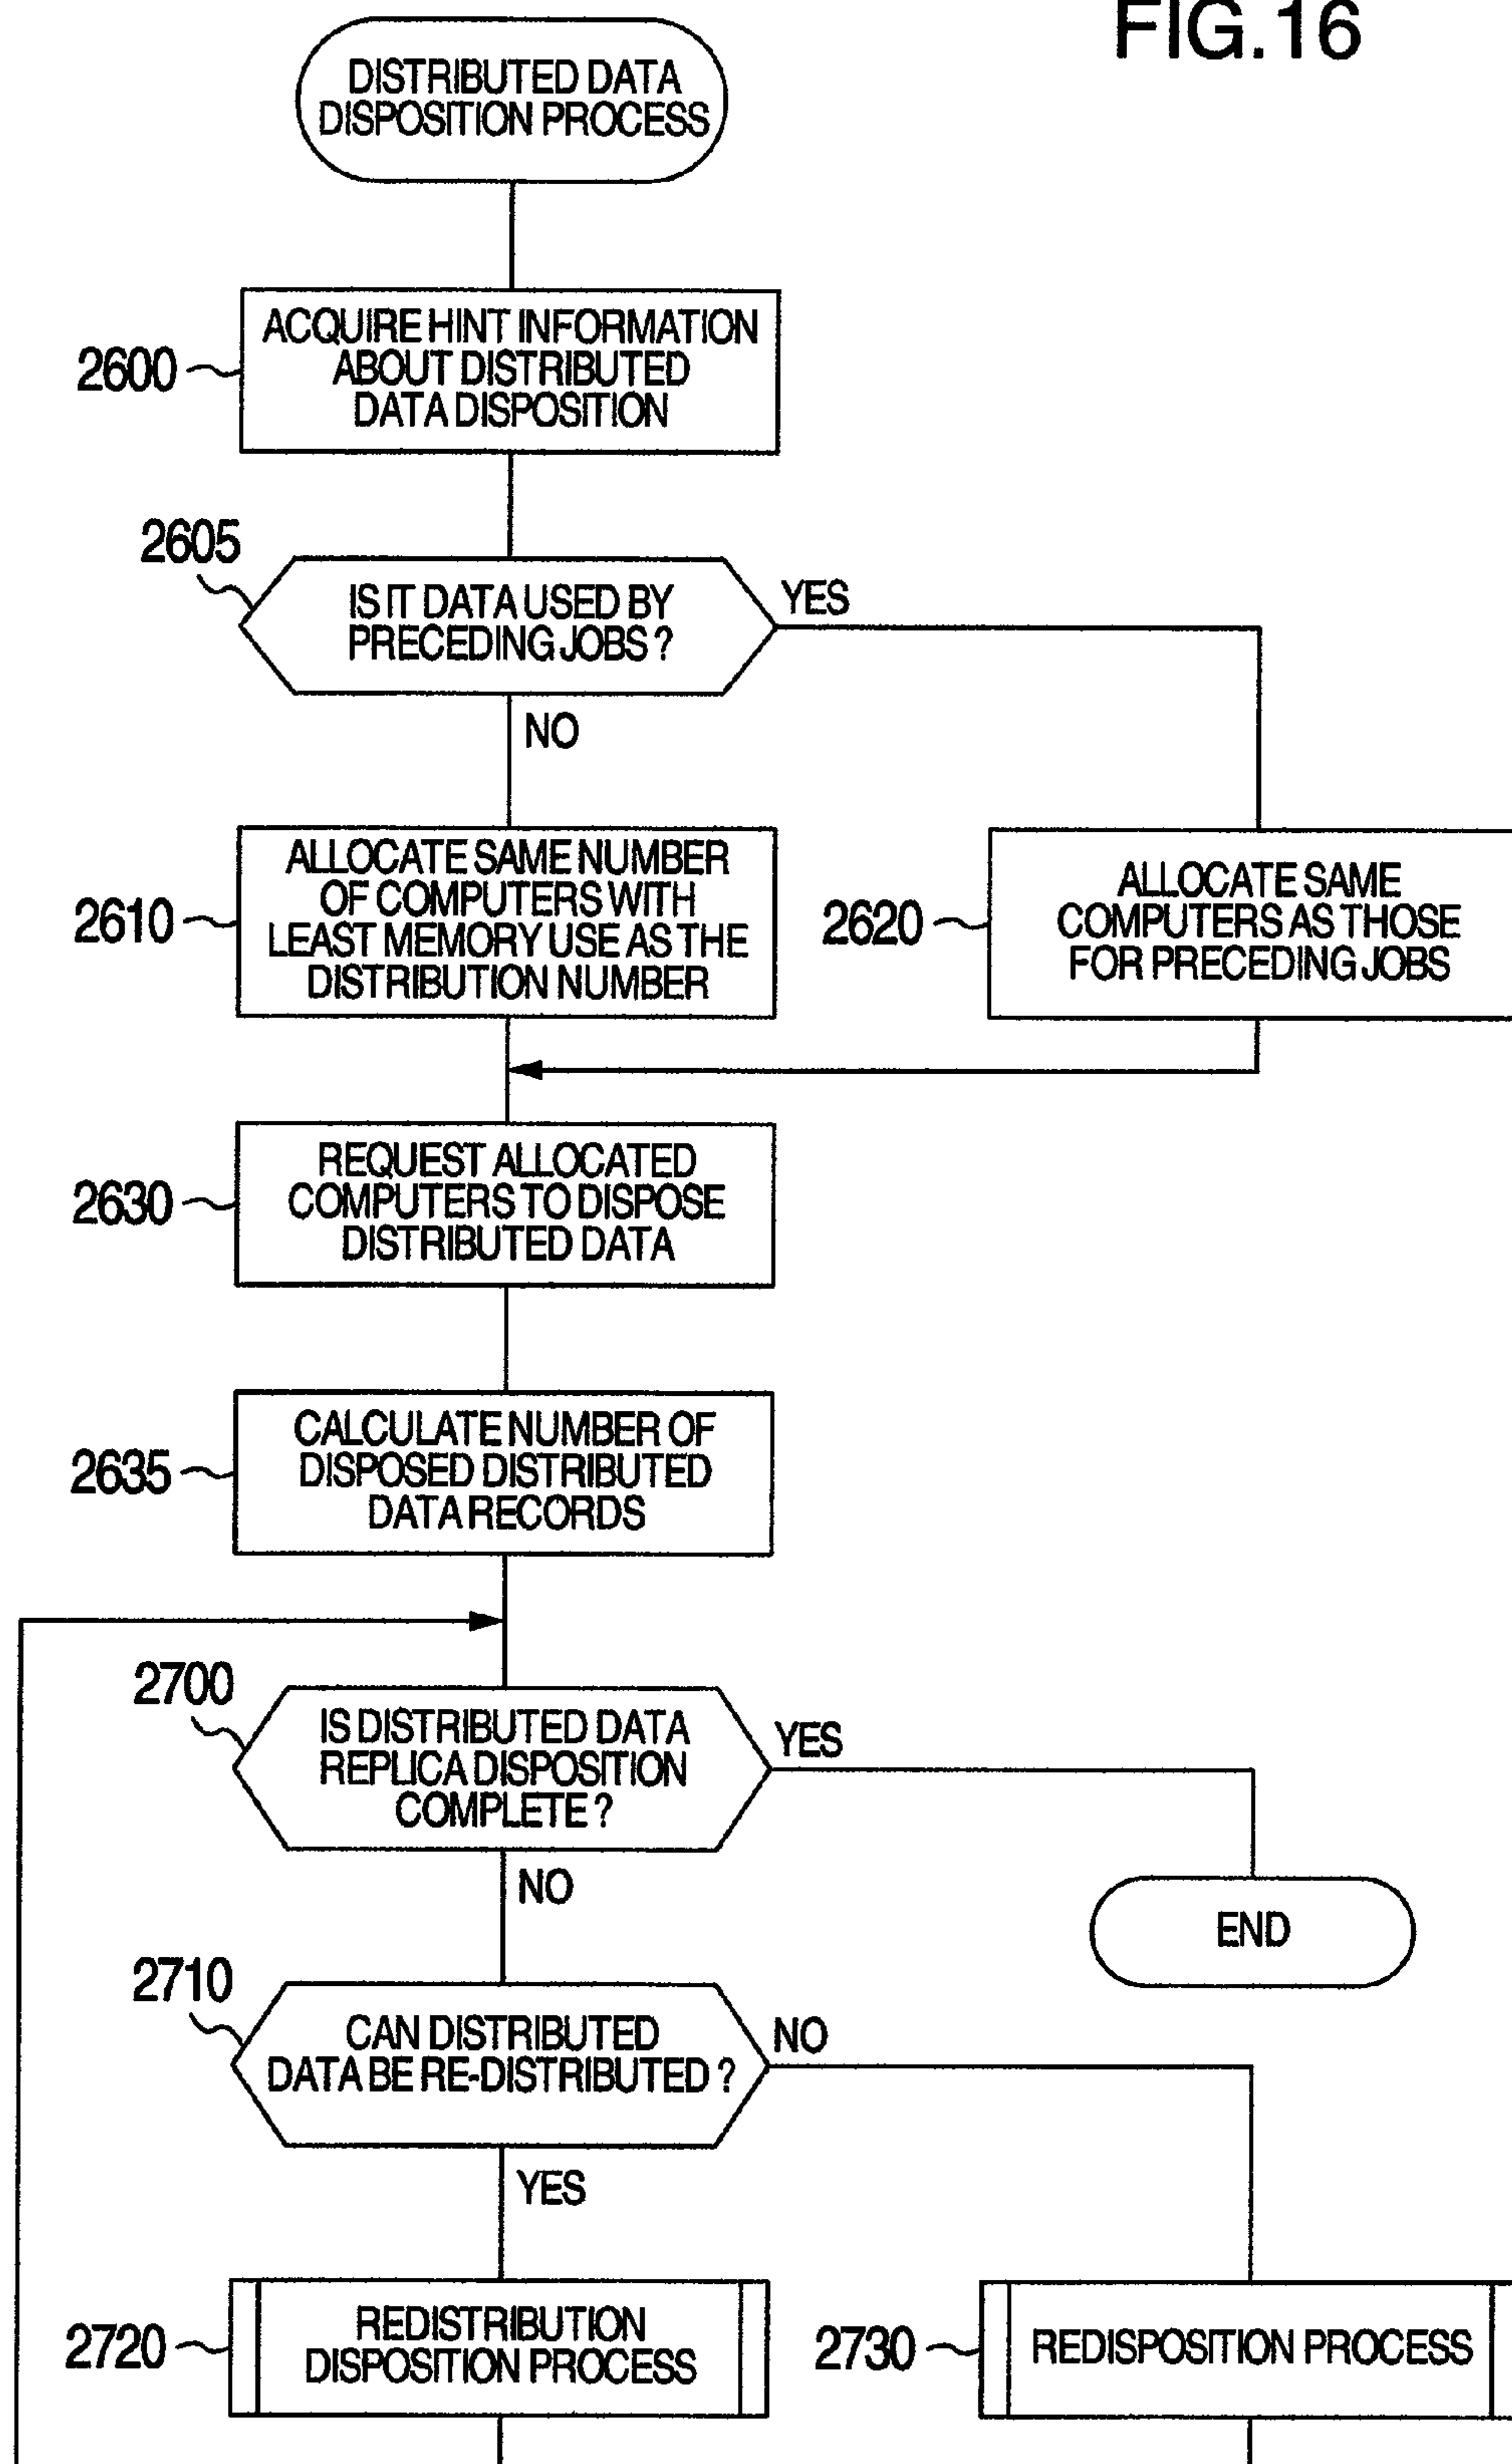 FIG.16
DISTRIBUTED DATA
DISPOSITION PROCESS
2600
ACQUIRE HINT INFORMATION
ABOUT DISTRIBUTED
DATA DISPOSITION
2605
IS IT DATA USED BY
PRECEDING JOBS ?
YES
NO
2610
ALLOCATE SAME NUMBER
OF COMPUTERS WITH
LEAST MEMORY USE AS THE
DISTRIBUTION NUMBER
2620
ALLOCATE SAME
COMPUTERS AS THOSE
FOR PRECEDING JOBS
2630
REQUEST ALLOCATED
COMPUTERS TO DISPOSE
DISTRIBUTED DATA
2635
CALCULATE NUMBER OF
DISPOSED DISTRIBUTED
DATA RECORDS
2700
IS DISTRIBUTED DATA
REPLICA DISPOSITION
COMPLETE ?
YES
NO
END
2710
CAN DISTRIBUTED
DATA BE RE-DISTRIBUTED ?
NO
YES
2720
REDISTRIBUTION
DISPOSITION PROCESS
2730
REDISPOSITION PROCESS